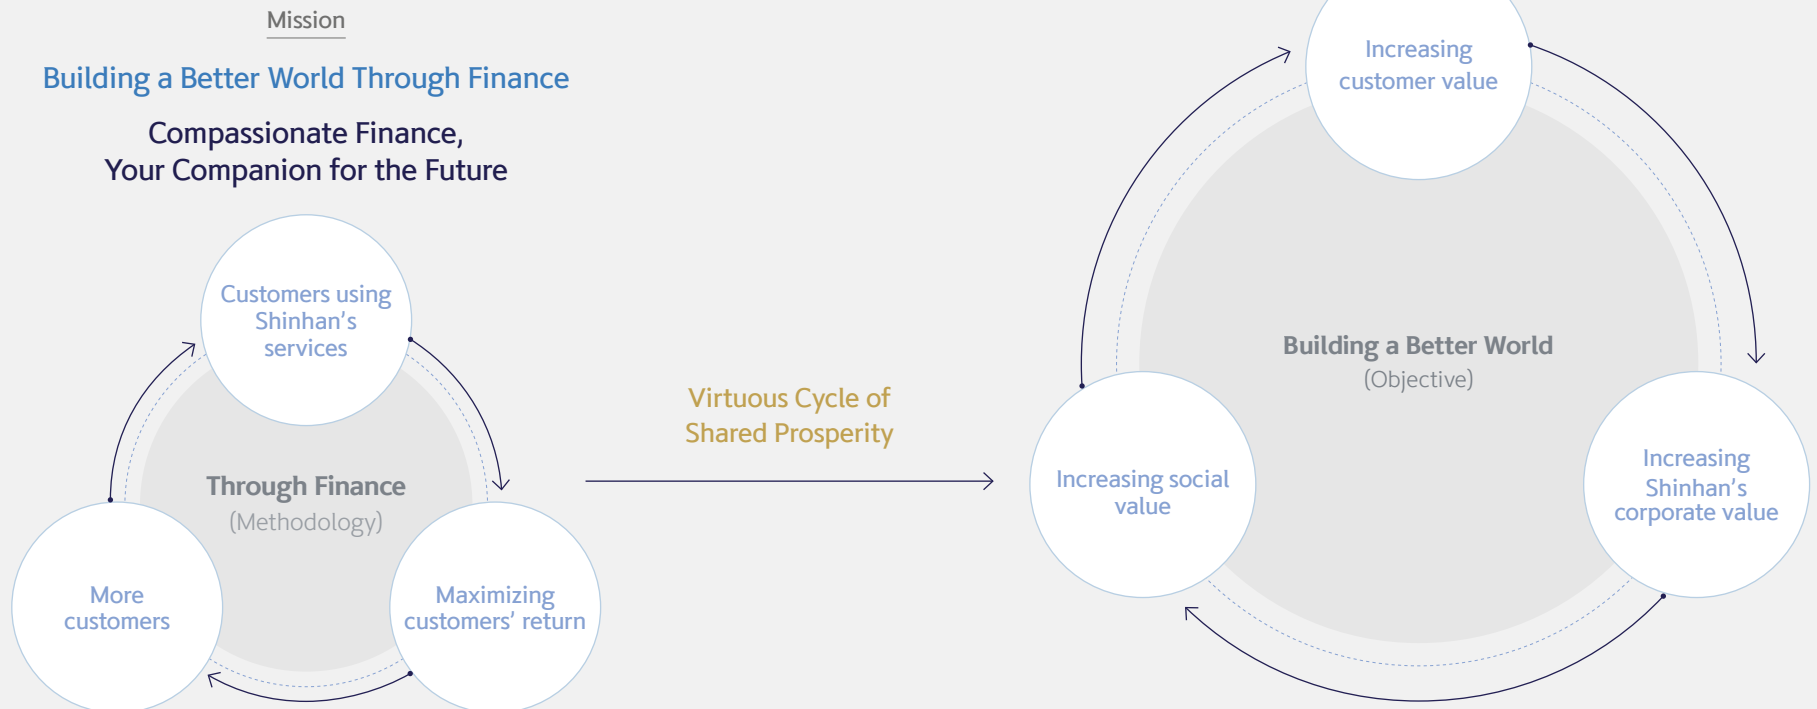 Mission
Building a Better World Through Finance
Compassionate Finance,
Your Companion for the Future
Customers using
Shinhan's
services
Through Finance
(Methodology)
More
customers
Maximizing
customers' return
Virtuous Cycle of
Shared Prosperity
Increasing
customer value
Building a Better World
(Objective)
Increasing social
value
Increasing
Shinhan's
corporate value